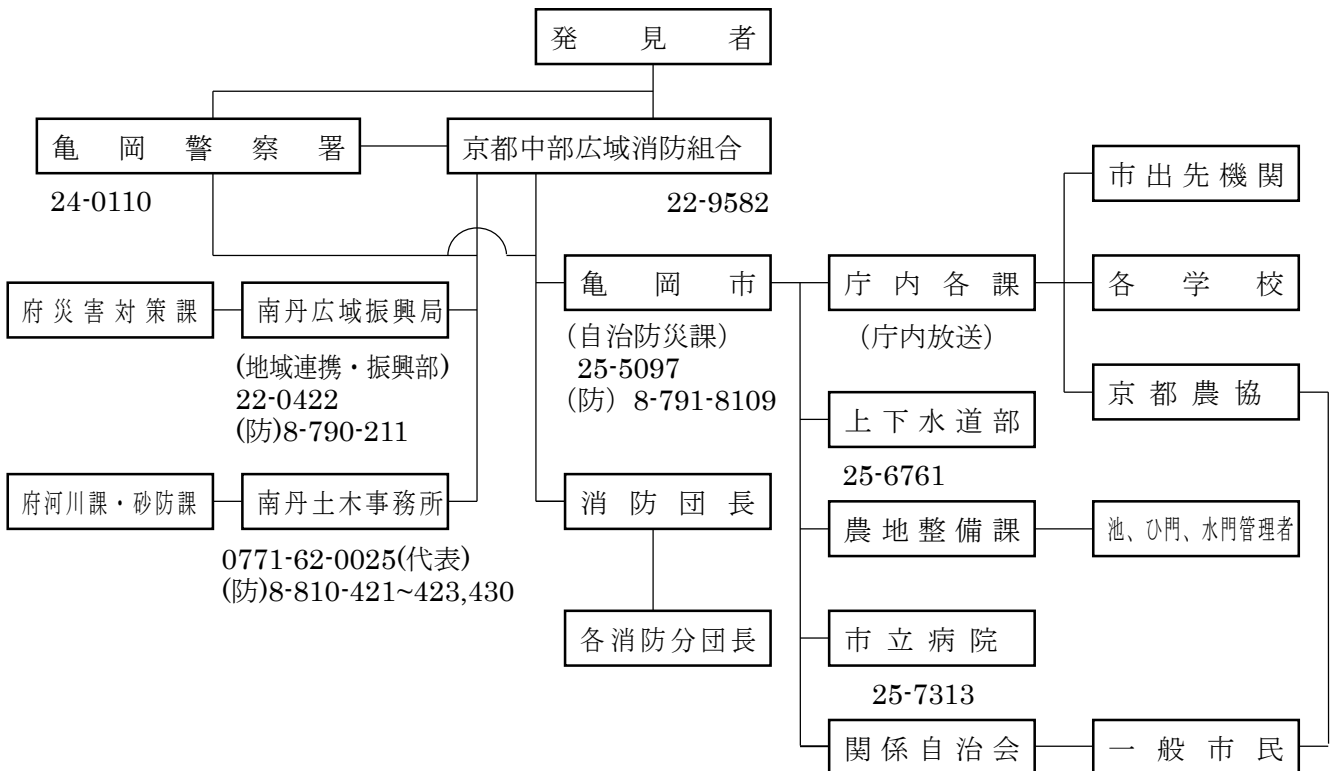 発見者
亀岡警察署
京都中部広域消防組合
市出先機関
24-0110
22-9582
府災害対策課
南丹広域振興局
亀岡市
庁内各課
各学校
(地域連携・振興部)
22-0422
(防)8-790-211
(自治防災課)
25-5097
(防) 8-791-8109
(庁内放送)
京都農協
上下水道部
25-6761
府河川課・砂防課
南丹土木事務所
消防団長
農地整備課
池、ひ門、水門管理者
0771-62-0025(代表)
(防)8-810-421~423,430
各消防分団長
市立病院
25-7313
関係自治会
一般市民